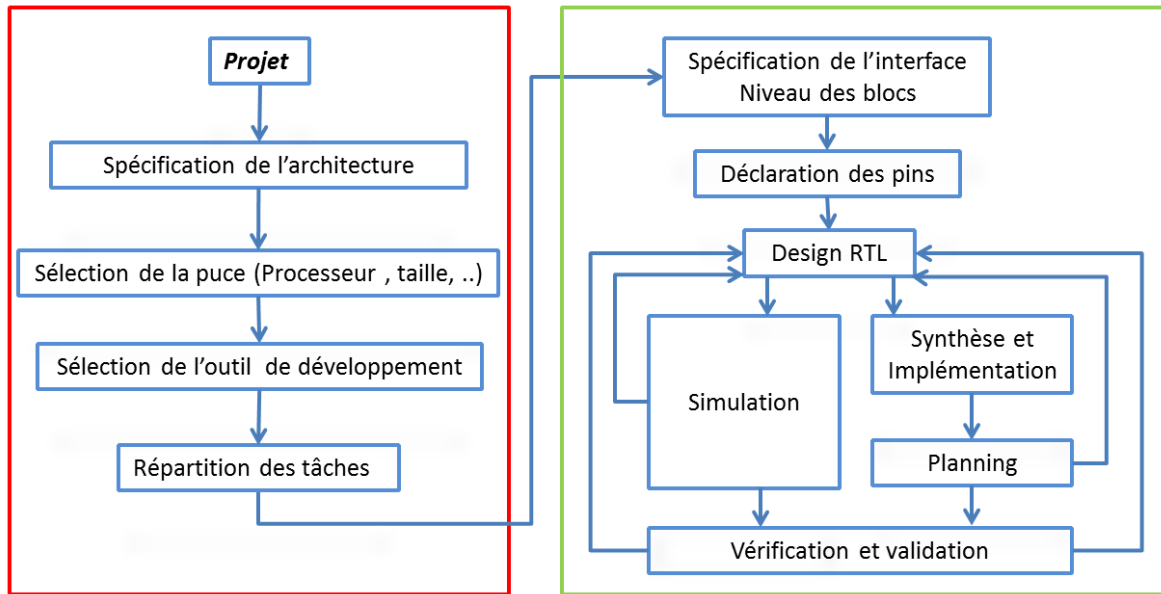 Projet
Spécification de l'architecture
Sélection de la puce (Processeur , taille, ..)
Sélection de l'outil de développement
Répartition des tâches
Spécification de l'interface
Niveau des blocs
Déclaration des pins
Design RTL
Simulation
Synthèse et
Implémentation
Planning
Vérification et validation